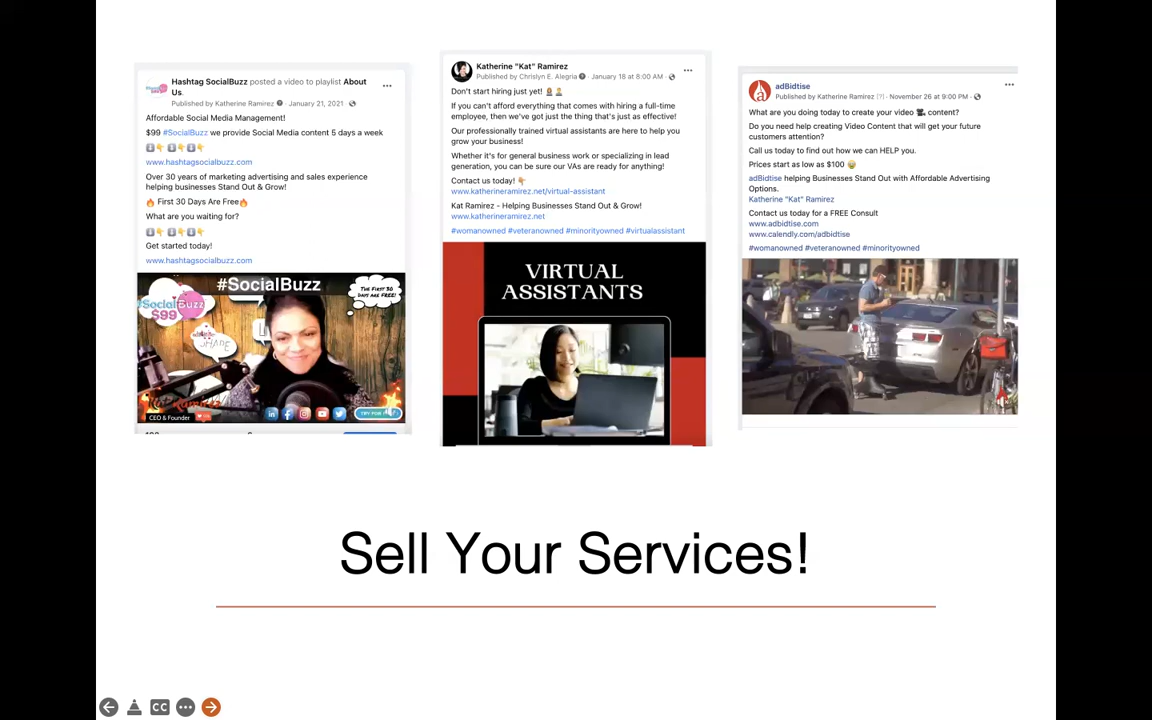 Hashtag SocialBuzz posted a video to playlist About
Us.
Published by Katherine Ramirez · January 21, 2021 ·
Affordable Social Media Management!
$99 #SocialBuzz we provide Social Media content 5 days a week
⬇️👇 ⬇️👇⬇️👇
www.hashtagsocialbuzz.com
Over 30 years of marketing advertising and sales experience
helping businesses Stand Out & Grow!
🔥 First 30 Days Are Free🔥
What are you waiting for?
⬇️👇 ⬇️👇⬇️👇
Get started today!
www.hashtagsocialbuzz.com
#SocialBuzz
THE FIRST 30
DAYS ARE FREE!
#Social
Buzz
$99
SHARE
CEO & Founder
Katherine "Kat" Ramirez
Published by Chrislyn E. Alegria · January 18 at 8:00 AM ·
Don't start hiring just yet!
If you can't afford everything that comes with hiring a full-time
employee, then we've got just the thing that's just as effective!
Our professionally trained virtual assistants are here to help you
grow your business!
Whether it's for general business work or specializing in lead
generation, you can be sure our VAs are ready for anything!
Contact us today! 👇
www.katherineramirez.net/virtual-assistant
Kat Ramirez - Helping Businesses Stand Out & Grow!
www.katherineramirez.net
#womanowned #veteranowned #minorityowned #virtualassistant
VIRTUAL
ASSISTANTS
adBidtise
Published by Katherine Ramirez [?] · November 26 at 9:00 PM ·
What are you doing today to create your video 🎥 content?
Do you need help creating Video Content that will get your future
customers attention?
Call us today to find out how we can HELP you.
Prices start as low as $100
adBidtise helping Businesses Stand Out with Affordable Advertising
Options.
Katherine "Kat" Ramirez
Contact us today for a FREE Consult
www.adbidtise.com
www.calendly.com/adbidtise
#womanowned #veteranowned #minorityowned
Sell Your Services!
CC